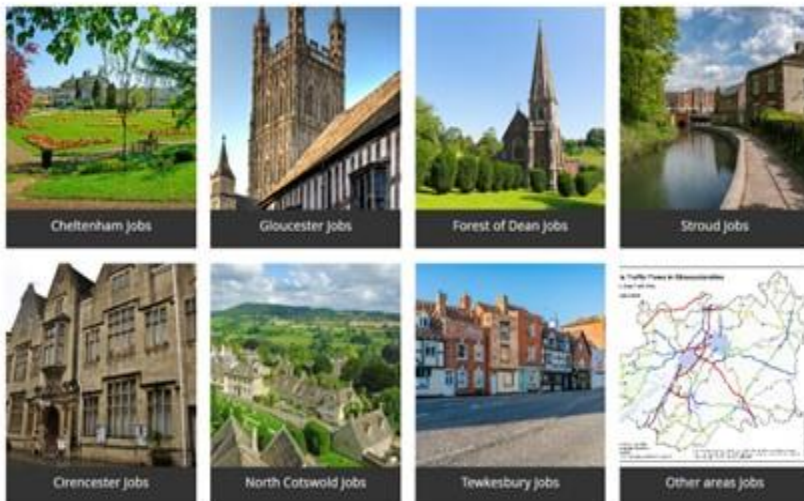 Cheltenham Jobs
Gloucester Jobs
Forest of Dean Jobs
Stroud Jobs
Cirencester Jobs
North Cotswold Jobs
Tewkesbury Jobs
Other areas Jobs